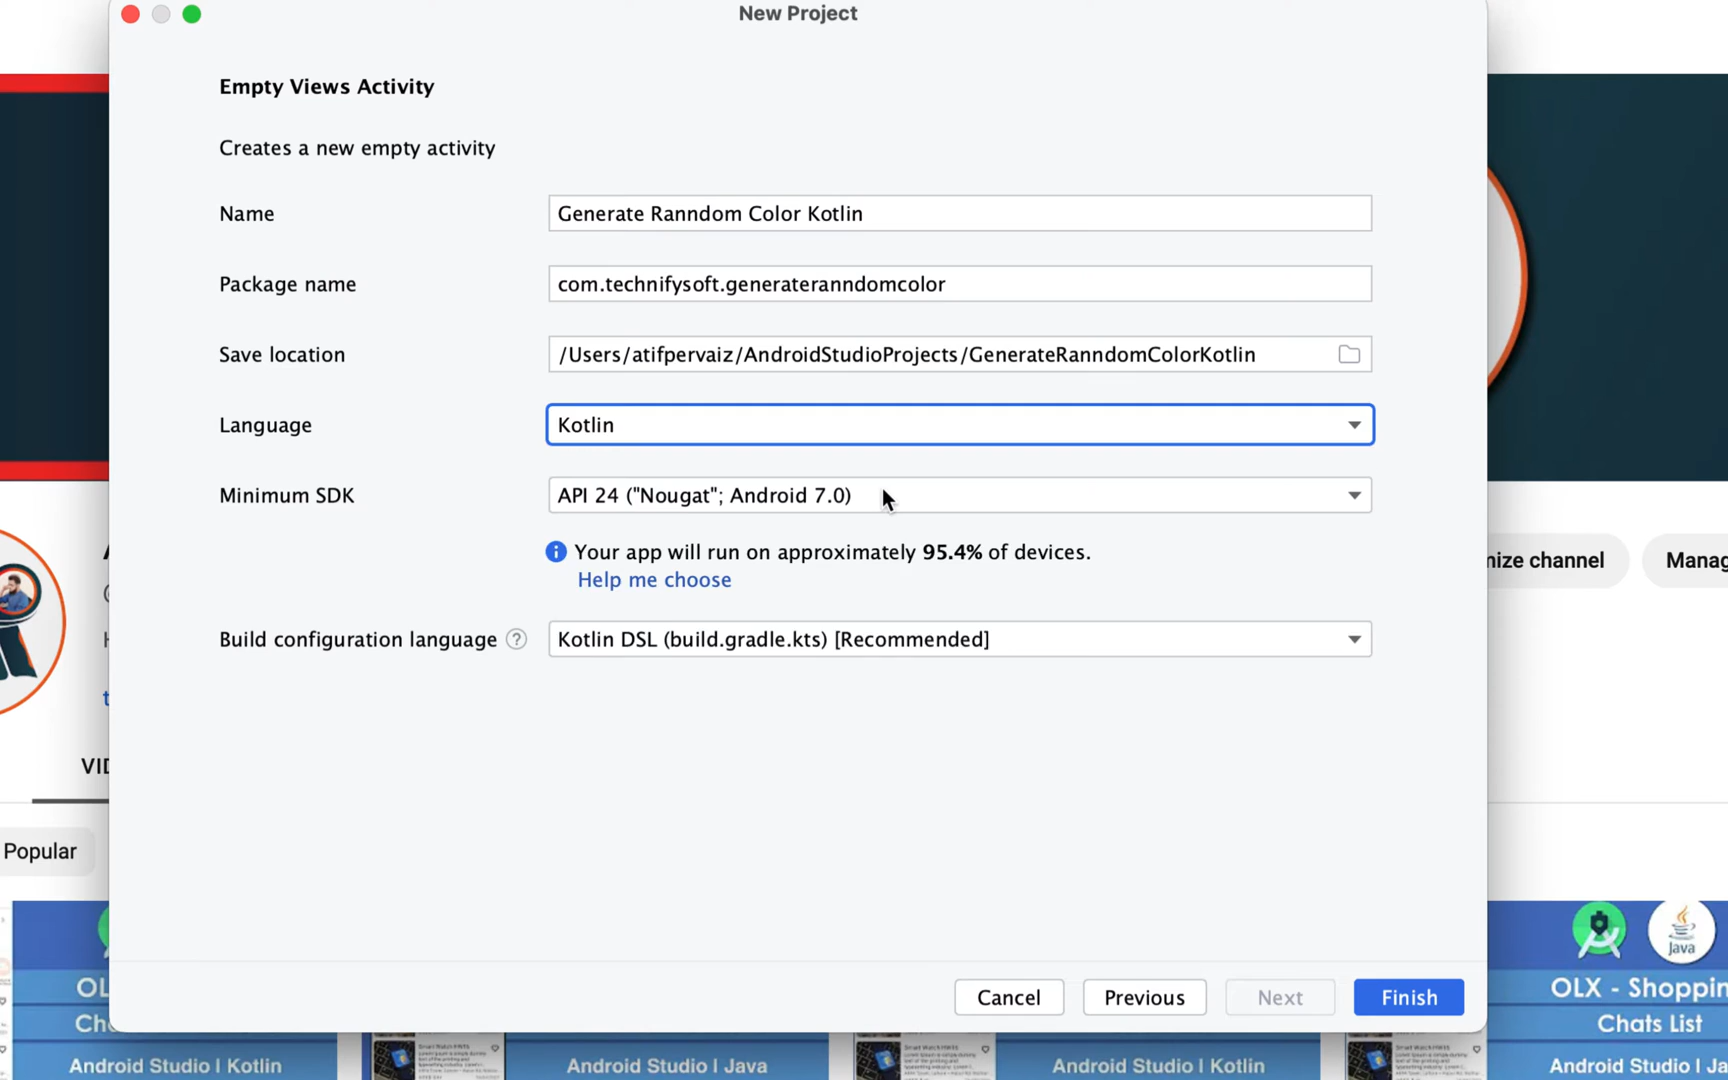 New Project
Empty Views Activity
Creates a new empty activity
Name
Generate Ranndom Color Kotlin
Package name
com.technifysoft.generateranndomcolor
Save location
/Users/atifpervaiz/AndroidStudioProjects/GenerateRanndomColorKotlin
Language
Kotlin
Minimum SDK
API 24 ("Nougat"; Android 7.0)
Your app will run on approximately 95.4% of devices.
Help me choose
Build configuration language ?
Kotlin DSL (build.gradle.kts) [Recommended]
mize channel
Manag
VID
Popular
Cancel
Previous
Next
Finish
Java
OL
OLX - Shoppin
Cha
Chats List
Android Studio | Kotlin
Android Studio | Java
Android Studio | Kotlin
Android Studio | Ja